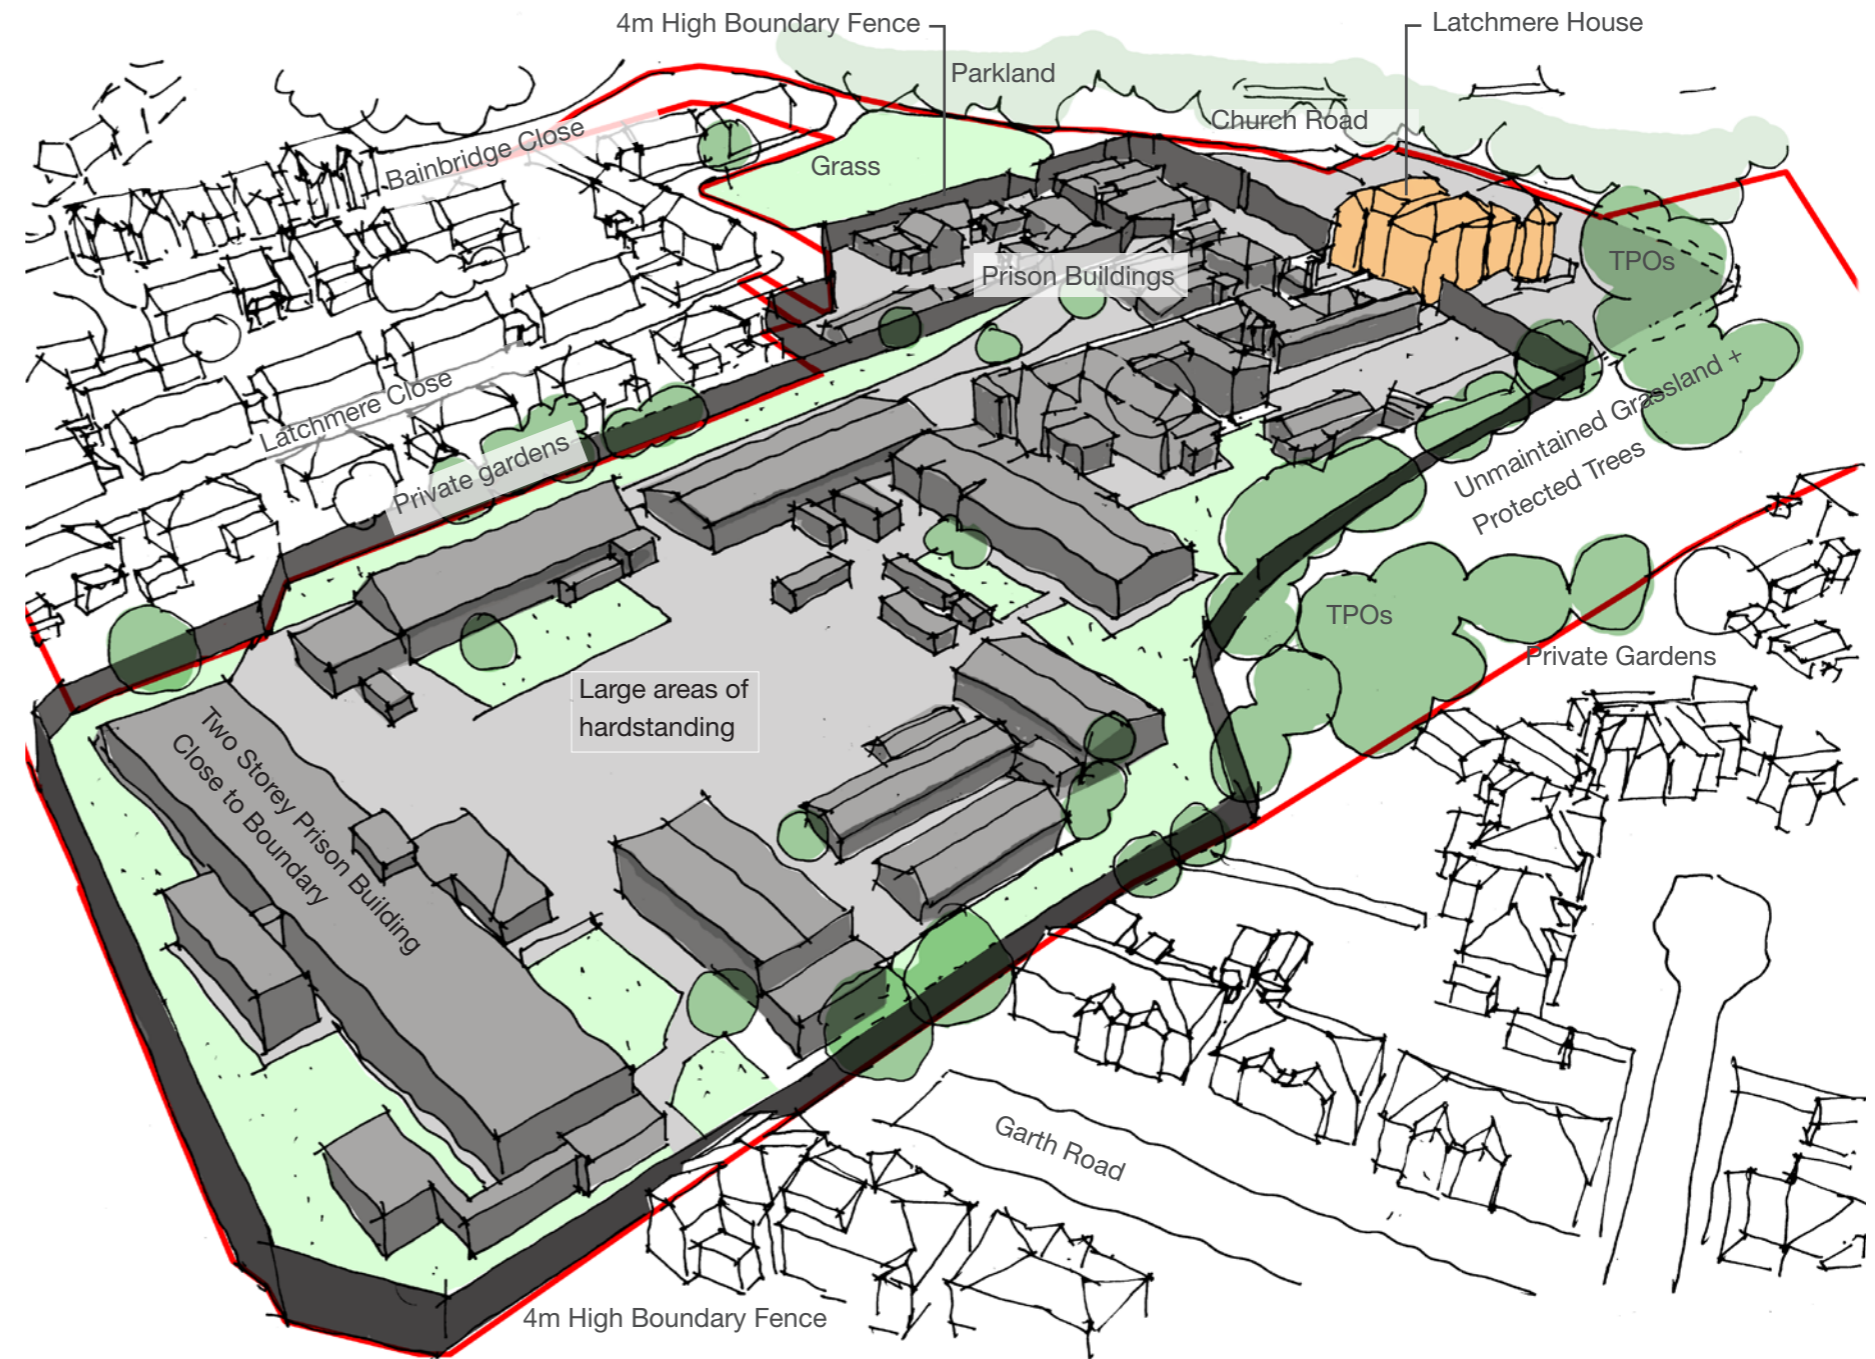 4m High Boundary Fence
Latchmere House
Parkland
Church Road
Bainbridge Close
Grass
TPOs
Prison Buildings
Latchmere Close
Private gardens
Unmaintained Grassland +
Protected Trees
TPOs
Private Gardens
Large areas of
hardstanding
Two Storey Prison Building
Close to Boundary
Garth Road
4m High Boundary Fence